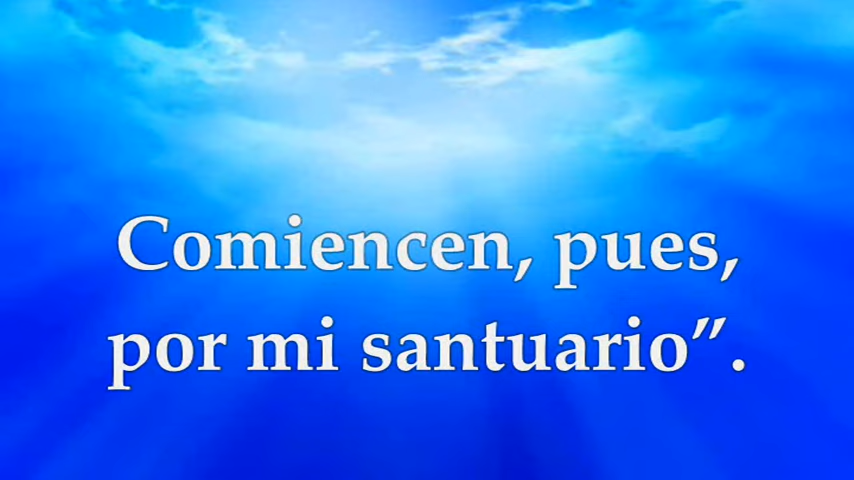 Comiencen, pues,
por mi santuario”.